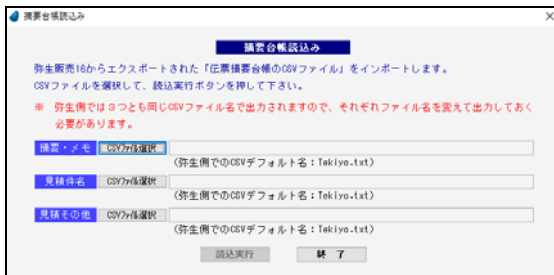 摘要台帳読込み
摘要台帳読込み
弥生販売16からエクスポートされた「伝票摘要台帳のCSVファイル」をインポートします。
CSVファイルを選択して、読込実行ボタンを押して下さい。
※ 弥生側では3つとも同じCSVファイル名で出力されますので、それぞれファイル名を変えて出力しておく
必要があります。
摘要・メモ CSVファイル選択
(弥生側でのCSVデフォルト名:Tekiyo.txt)
見積件名 CSVファイル選択
(弥生側でのCSVデフォルト名:Tekiyo.txt)
見積その他 CSVファイル選択
(弥生側でのCSVデフォルト名:Tekiyo.txt)
読込実行 終 了